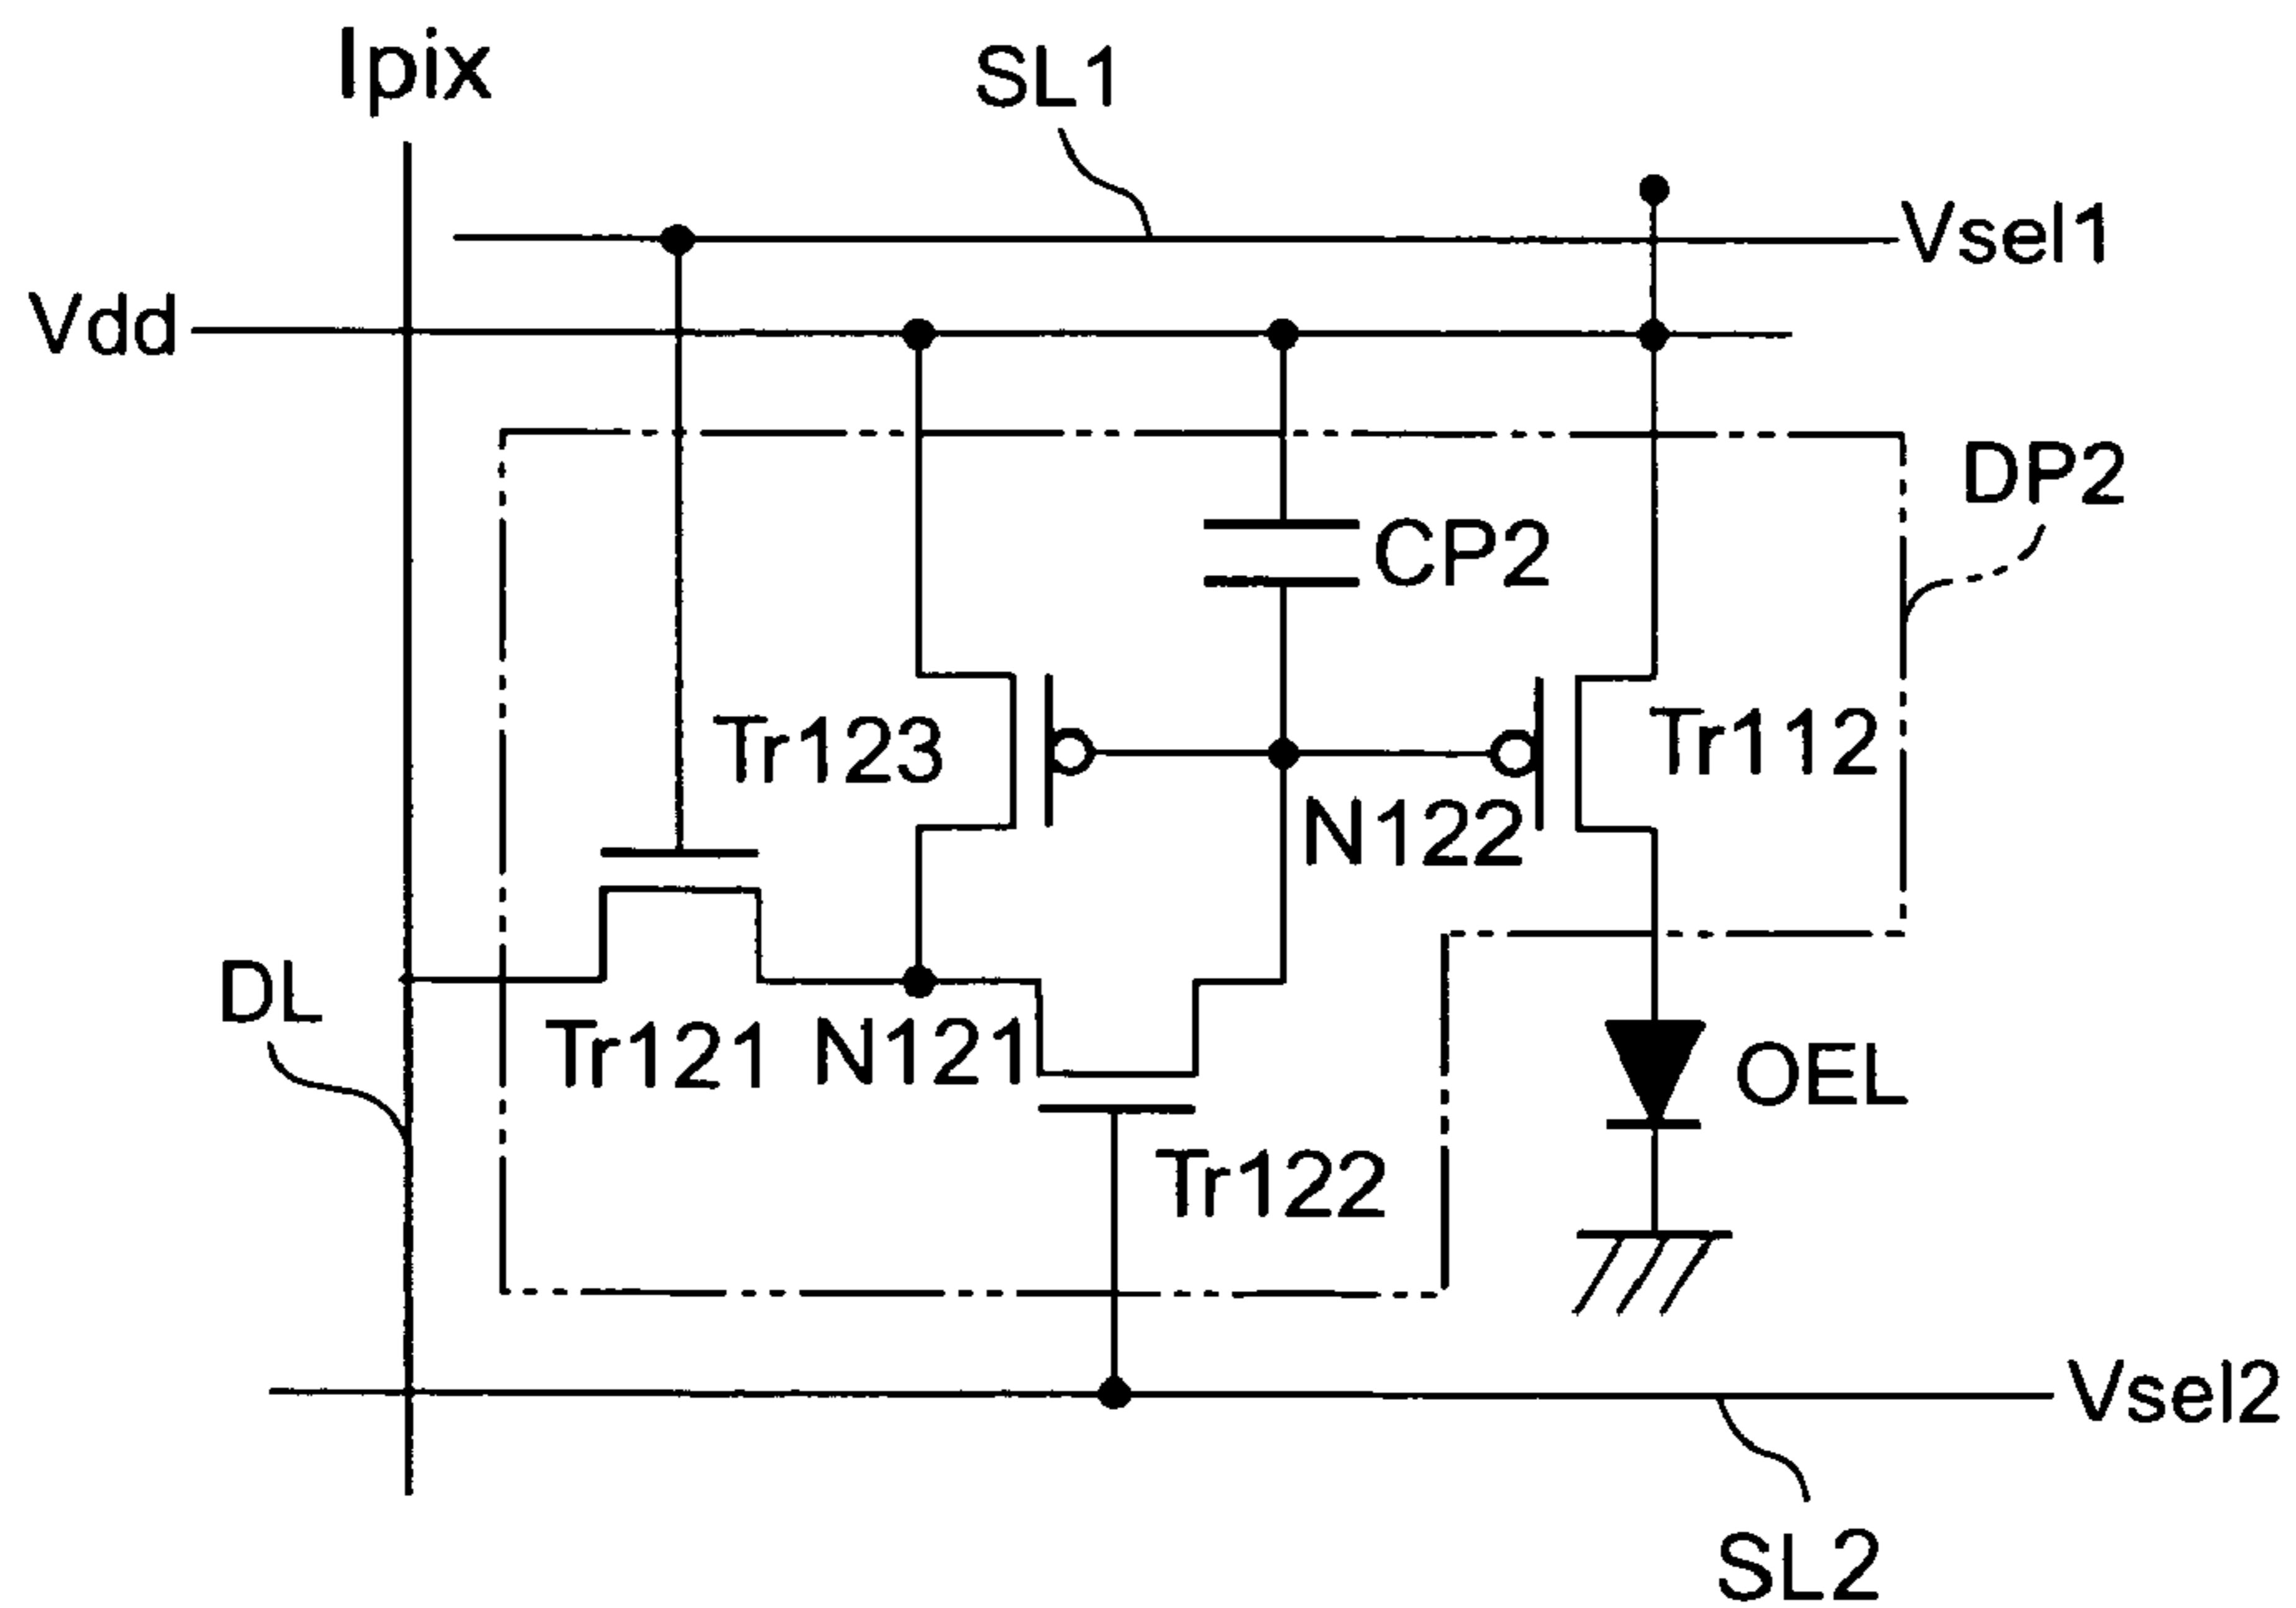 Ipix
SL1
Vsel1
Vdd
DP2
CP2
Tr123
Tr112
N122
DL
Tr121
N121
OEL
Tr122
Vsel2
SL2